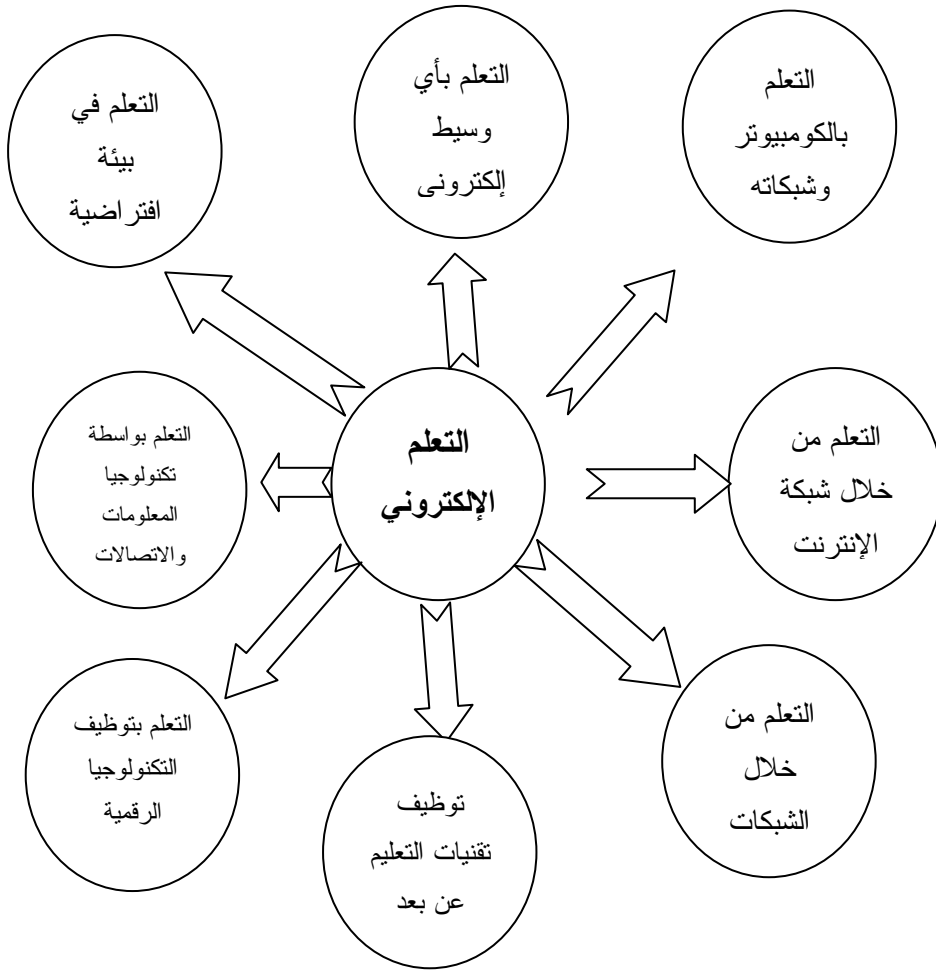 التعلم
بالكومبيوتر
وشبكاته
التعلم بأي
وسيط
إلكترونى
التعلم في
بيئة
افتراضية
التعلم من
خلال شبكة
الإنترنت
التعلم
الإلكتروني
التعلم بواسطة
تكنولوجيا
المعلومات
والاتصالات
التعلم من
خلال
الشبكات
توظيف
تقنيات التعليم
عن بعد
التعلم بتوظيف
التكنولوجيا
الرقمية